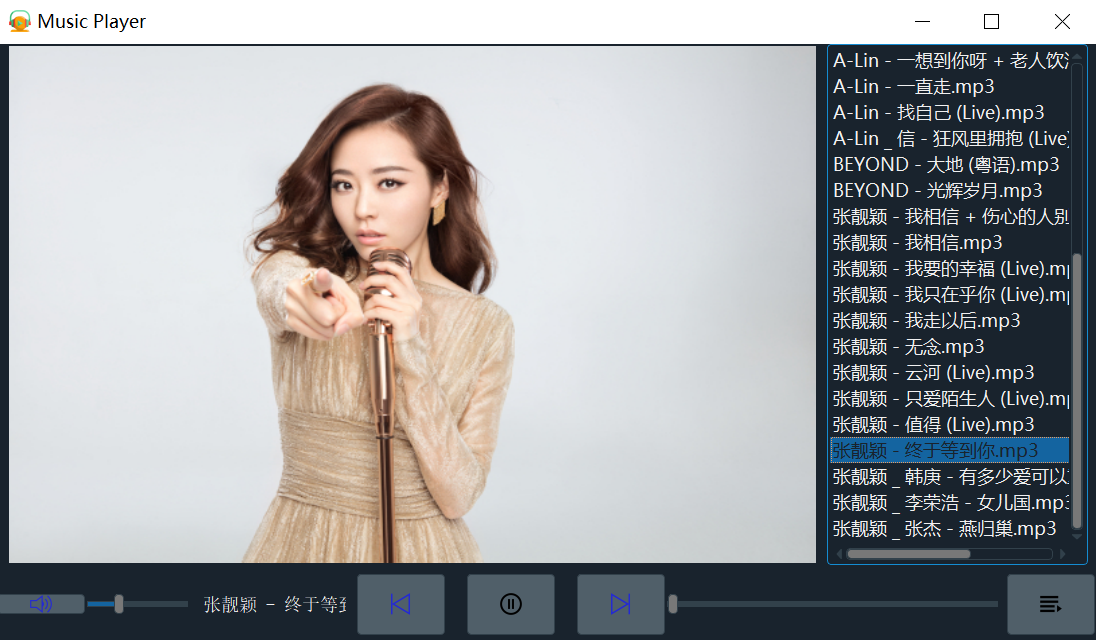 Music Player
A-Lin - 一想到你呀 + 老人饮
A-Lin - 一直走.mp3
A-Lin - 找自己 (Live).mp3
A-Lin _ 信 - 狂风里拥抱 (Live)
BEYOND - 大地 (粤语).mp3
BEYOND - 光辉岁月.mp3
张靓颖 - 我相信 + 伤心的人别
张靓颖 - 我相信.mp3
张靓颖 - 我要的幸福 (Live).mp
张靓颖 - 我只在乎你 (Live).mp
张靓颖 - 我走以后.mp3
张靓颖 - 无念.mp3
张靓颖 - 云河 (Live).mp3
张靓颖 - 只爱陌生人 (Live).mp
张靓颖 - 值得 (Live).mp3
张靓颖 - 终于等到你.mp3
张靓颖 _ 韩庚 - 有多少爱可以
张靓颖 _ 李荣浩 - 女儿国.mp3
张靓颖 _ 张杰 - 燕归巢.mp3
张靓颖 - 终于等到